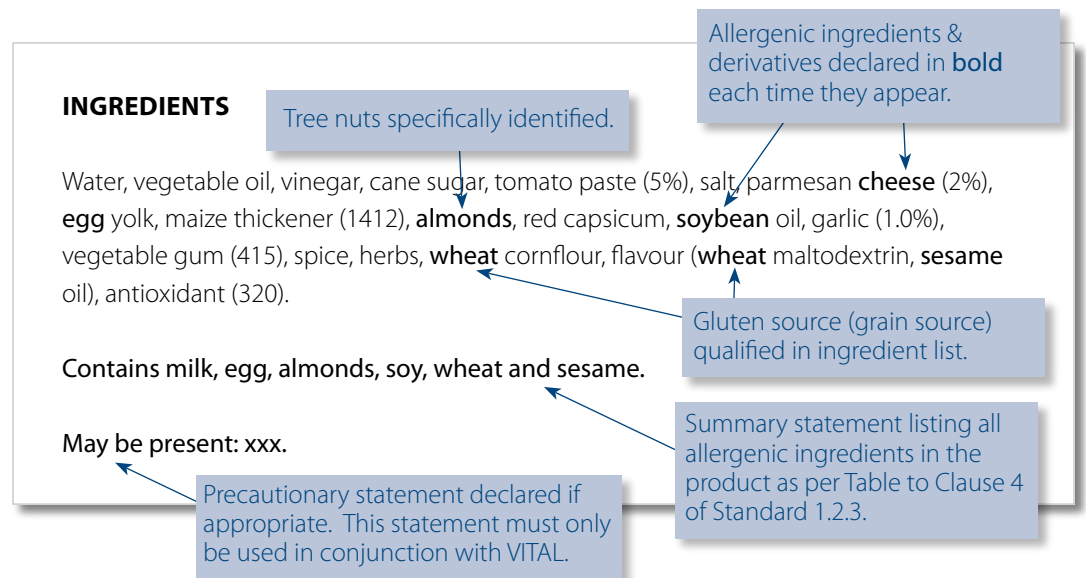 Allergenic ingredients &
derivatives declared in bold
each time they appear.
INGREDIENTS
Tree nuts specifically identified.
Water, vegetable oil, vinegar, cane sugar, tomato paste (5%), salt, parmesan cheese (2%),
egg yolk, maize thickener (1412), almonds, red capsicum, soybean oil, garlic (1.0%),
vegetable gum (415), spice, herbs, wheat cornflour, flavour (wheat maltodextrin, sesame
oil), antioxidant (320).
Gluten source (grain source)
qualified in ingredient list.
Contains milk, egg, almonds, soy, wheat and sesame.
Summary statement listing all
allergenic ingredients in the
product as per Table to Clause 4
of Standard 1.2.3.
May be present: xxx.
Precautionary statement declared if
appropriate. This statement must only
be used in conjunction with VITAL.